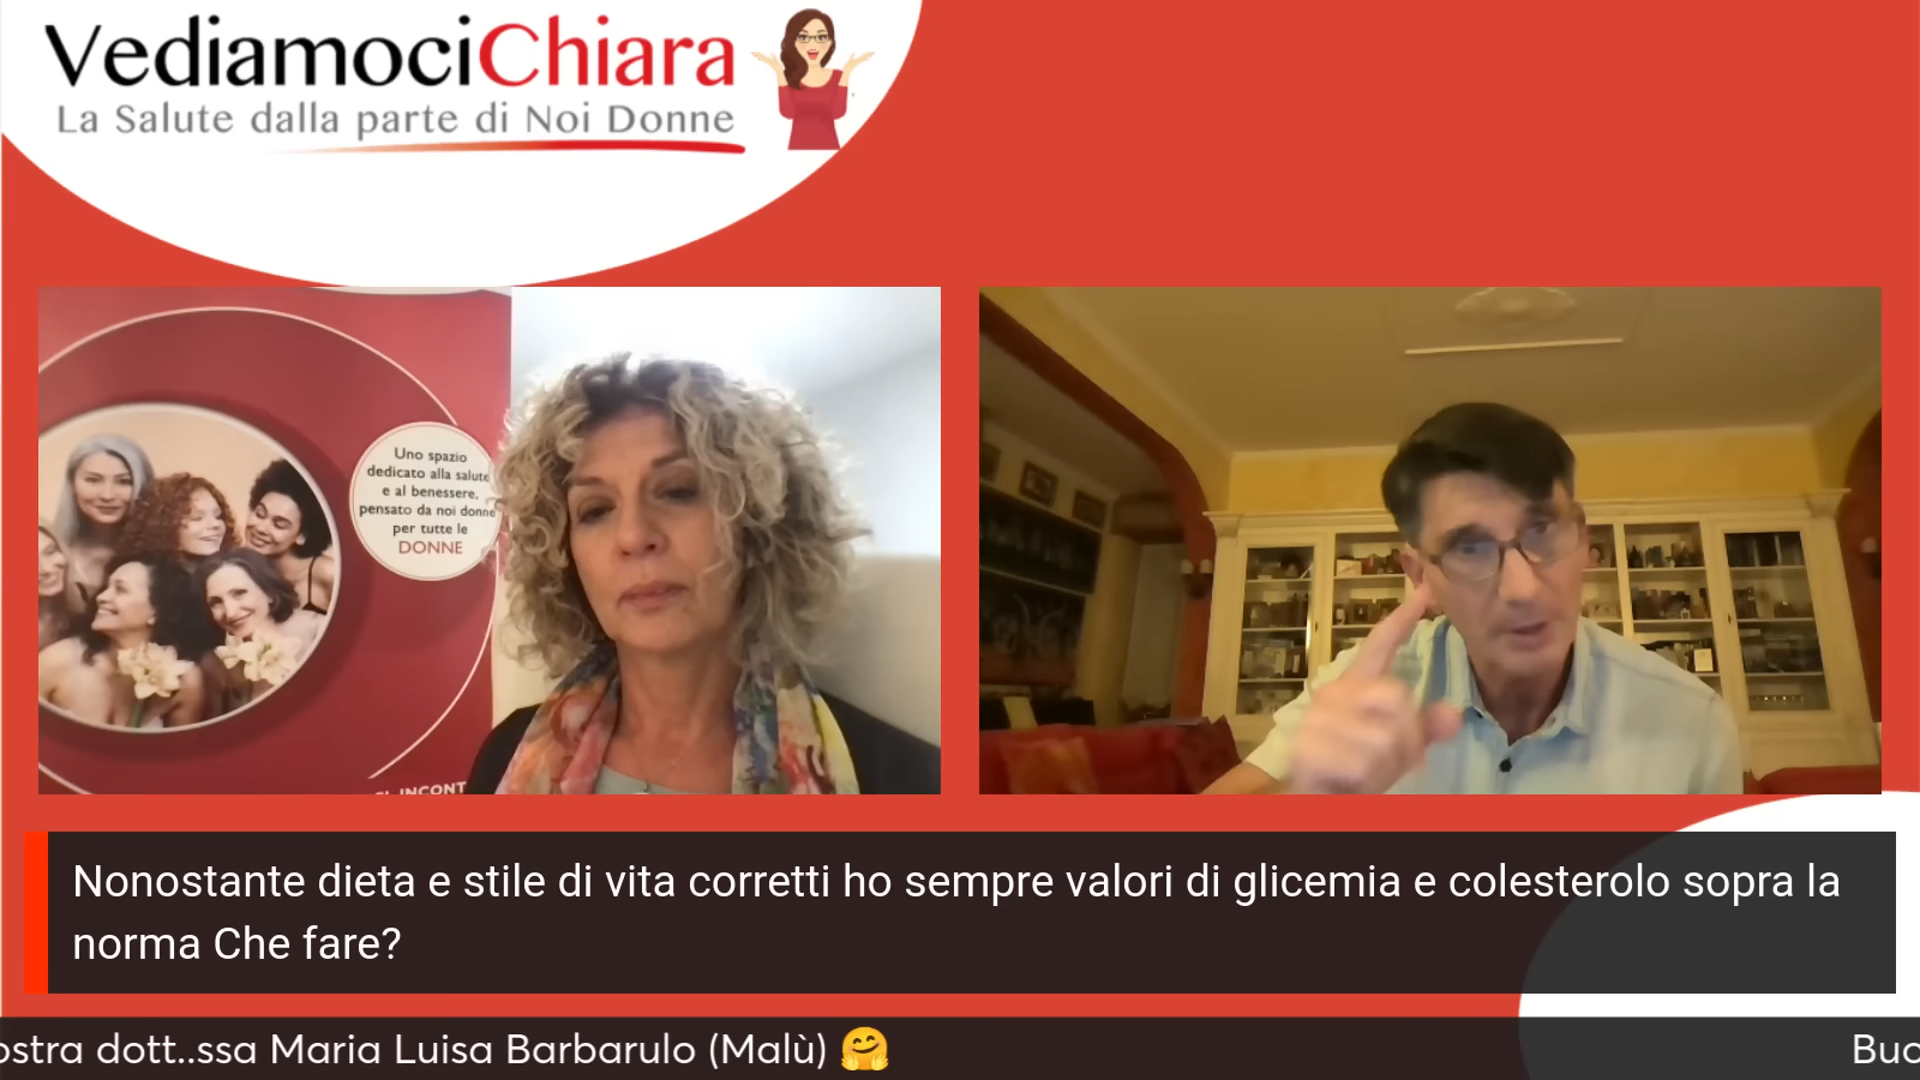 VediamociChiara
La Salute dalla parte di Noi Donne
Uno spazio
dedicato alla salute
e al benessere,
pensato da noi donne
per tutte le
DONNE
INCONT
Nonostante dieta e stile di vita corretti ho sempre valori di glicemia e colesterolo sopra la
norma Che fare?
ostra dott..ssa Maria Luisa Barbarulo (Malù) 🤗
Buo